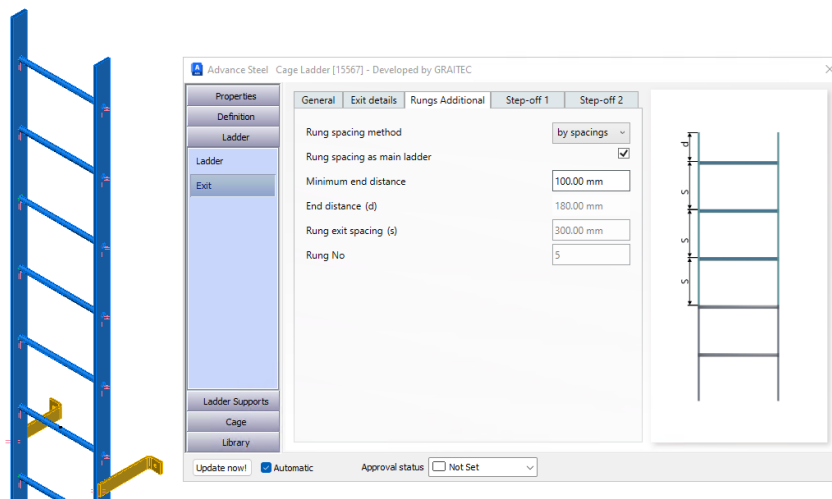 Advance Steel Cage Ladder [15567] - Developed by GRAITEC
Properties
Definition
Ladder
Ladder
Exit
Ladder Supports
Cage
Library
General Exit details Rungs Additional Step-off 1 Step-off 2
Rung spacing method by spacings
Rung spacing as main ladder
Minimum end distance 100.00 mm
End distance (d) 180.00 mm
Rung exit spacing (s) 300.00 mm
Rung No 5
d
S
S
S
Update now! Automatic Approval status Not Set